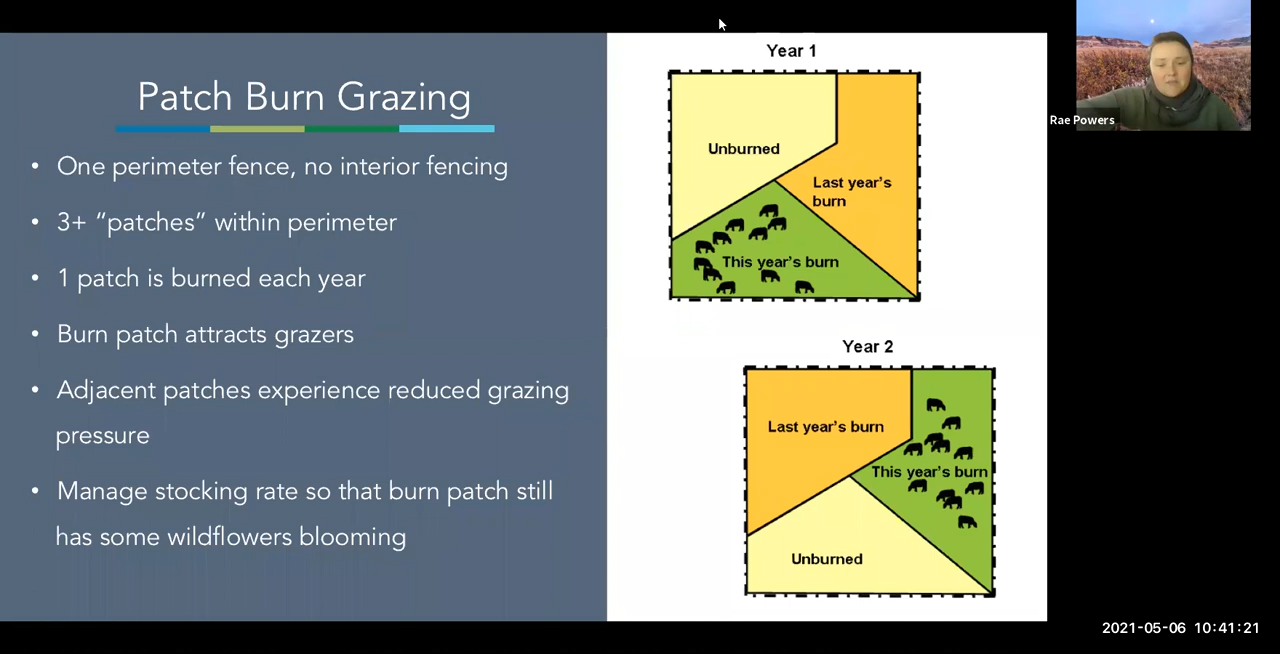 Patch Burn Grazing
• One perimeter fence, no interior fencing
• 3+ “patches” within perimeter
• 1 patch is burned each year
• Burn patch attracts grazers
• Adjacent patches experience reduced grazing
pressure
• Manage stocking rate so that burn patch still
has some wildflowers blooming
Year 1
Unburned
Last year's
burn
This year's burn
Year 2
Last year's burn
This year's burn
Unburned
Rae Powers
2021-05-06 10:41:21